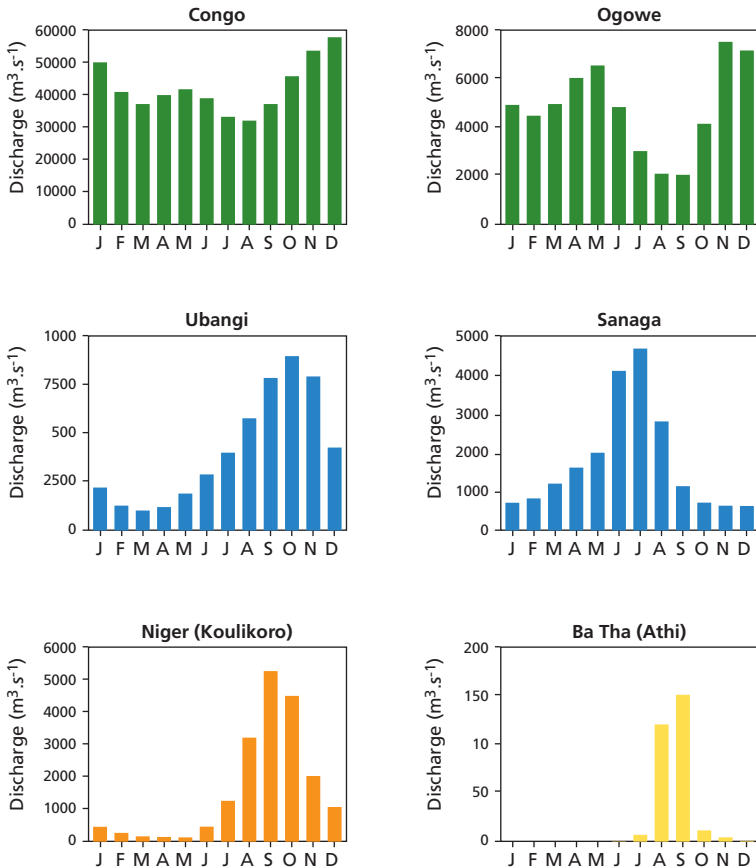 Congo
Discharge (m³.s⁻¹)
60000
50000
40000
30000
20000
10000
0
J F M A M J J A S O N D
Ogowe
Discharge (m³.s⁻¹)
8000
6000
4000
2000
0
J F M A M J J A S O N D
Ubangi
Discharge (m³.s⁻¹)
1000
7500
500
2500
0
J F M A M J J A S O N D
Sanaga
Discharge (m³.s⁻¹)
5000
4000
3000
2000
1000
0
J F M A M J J A S O N D
Niger (Koulikoro)
Discharge (m³.s⁻¹)
6000
5000
4000
3000
2000
1000
0
J F M A M J J A S O N D
Ba Tha (Athi)
Discharge (m³.s⁻¹)
200
150
10
50
0
J F M A M J J A S O N D